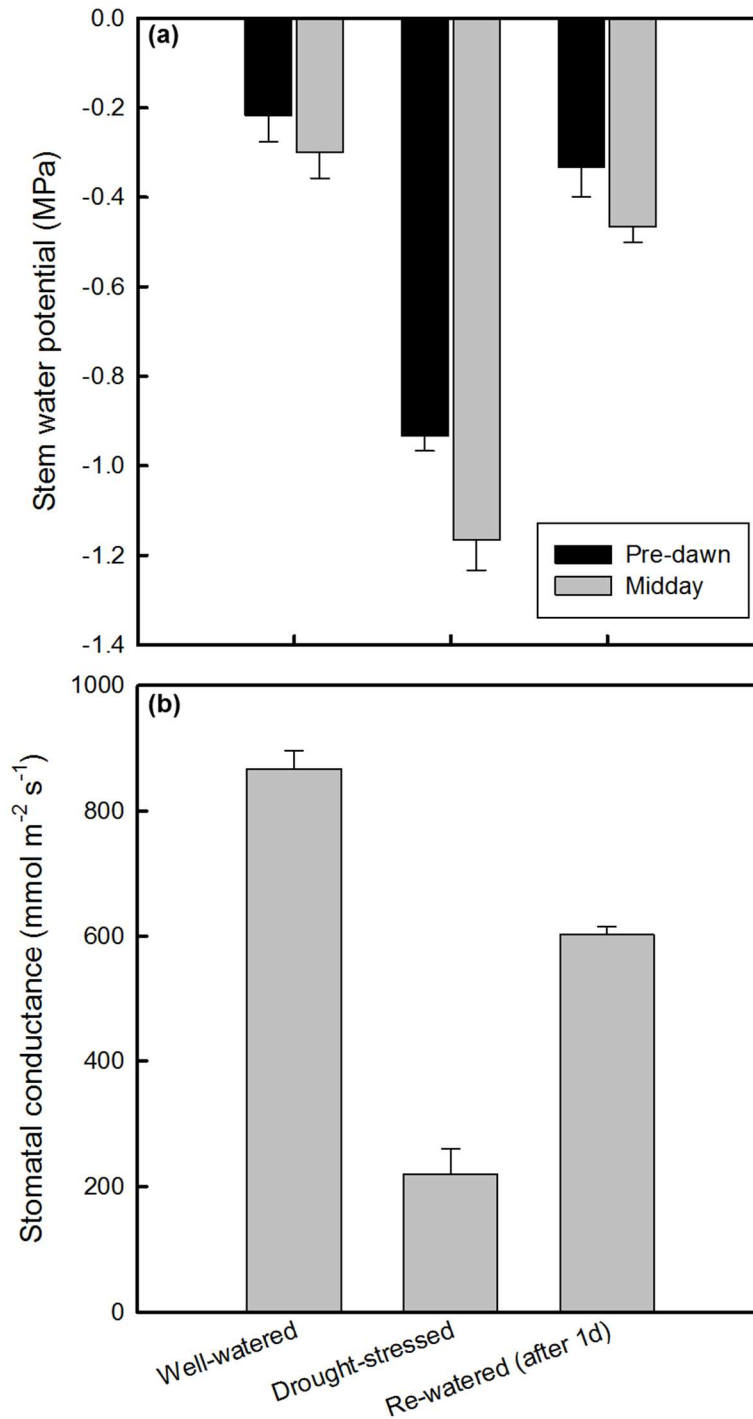 (a)
0.0
-0.2
-0.4
-0.6
-0.8
-1.0
-1.2
-1.4
Stem water potential (MPa)
Pre-dawn
Midday
(b)
1000
800
600
400
200
0
Stomatal conductance (mmol m⁻² s⁻¹)
Well-watered
Drought-stressed
Re-watered (after 1d)